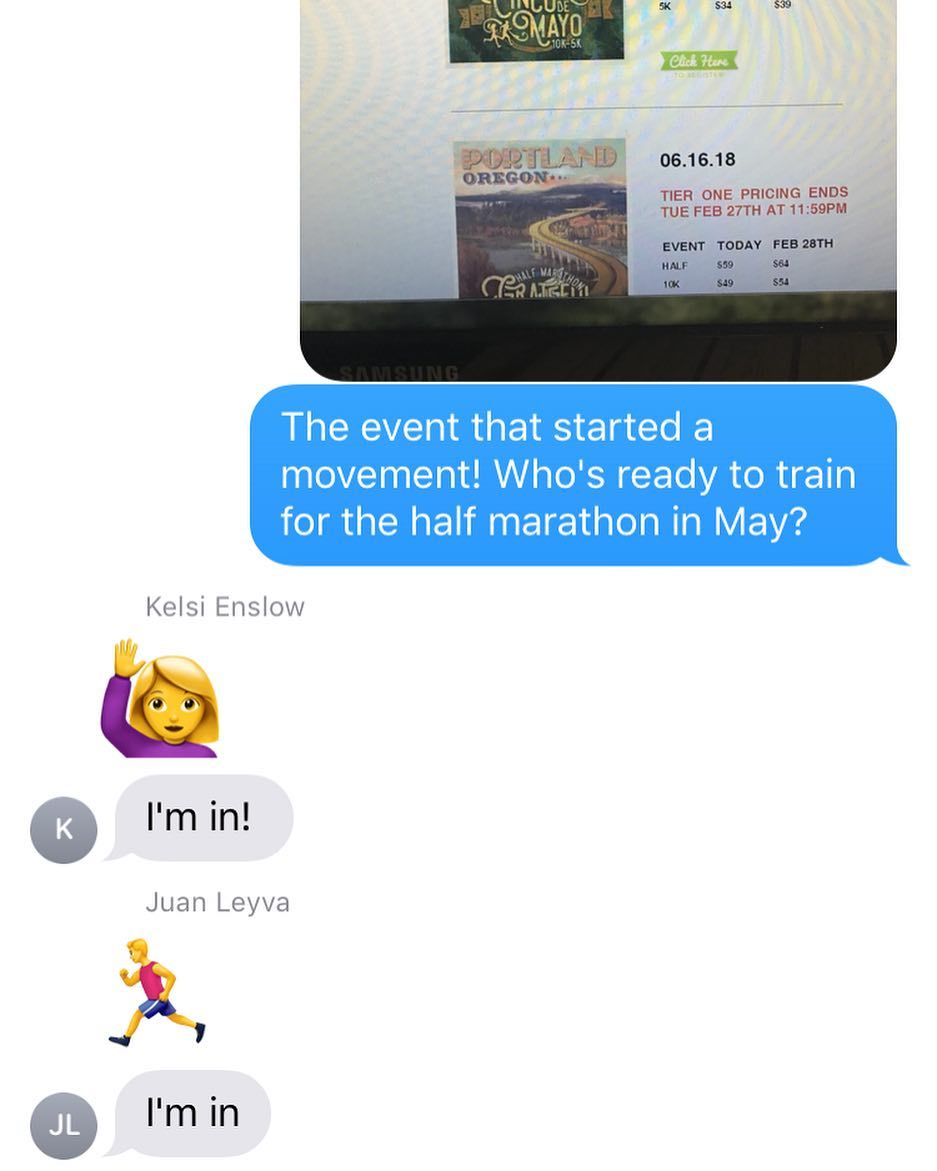 CINCO DE
MAYO
10K-5K
5K $34 $39
Click Here
TO REGISTER
PORTLAND
OREGON
HALF MARATHON
GRATEFUL
06.16.18
TIER ONE PRICING ENDS
TUE FEB 27TH AT 11:59PM
EVENT TODAY FEB 28TH
HALF $59 $64
10K $49 $54
SAMSUNG
The event that started a
movement! Who's ready to train
for the half marathon in May?
Kelsi Enslow
K
I'm in!
Juan Leyva
JL
I'm in